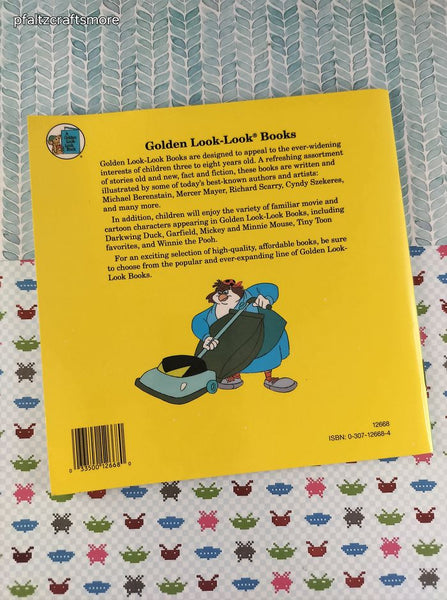 pfaltzcraftsmore
Golden Look-Look® Books
Golden Look-Look Books are designed to appeal to the ever-widening
interests of children three to eight years old. A refreshing assortment
of stories old and new, fact and fiction, these books are written and
illustrated by some of today's best-known authors and artists:
Michael Berenstain, Mercer Mayer, Richard Scarry, Cyndy Szekeres,
and many more.
In addition, children will enjoy the variety of familiar movie and
cartoon characters appearing in Golden Look-Look Books, including
Darkwing Duck, Garfield, Mickey and Minnie Mouse, Tiny Toon
favorites, and Winnie the Pooh.
For an exciting selection of high-quality, affordable books, be sure
to choose from the popular and ever-expanding line of Golden Look-
Look Books.
0 33500 12668 0
12668
ISBN: 0-307-12668-4